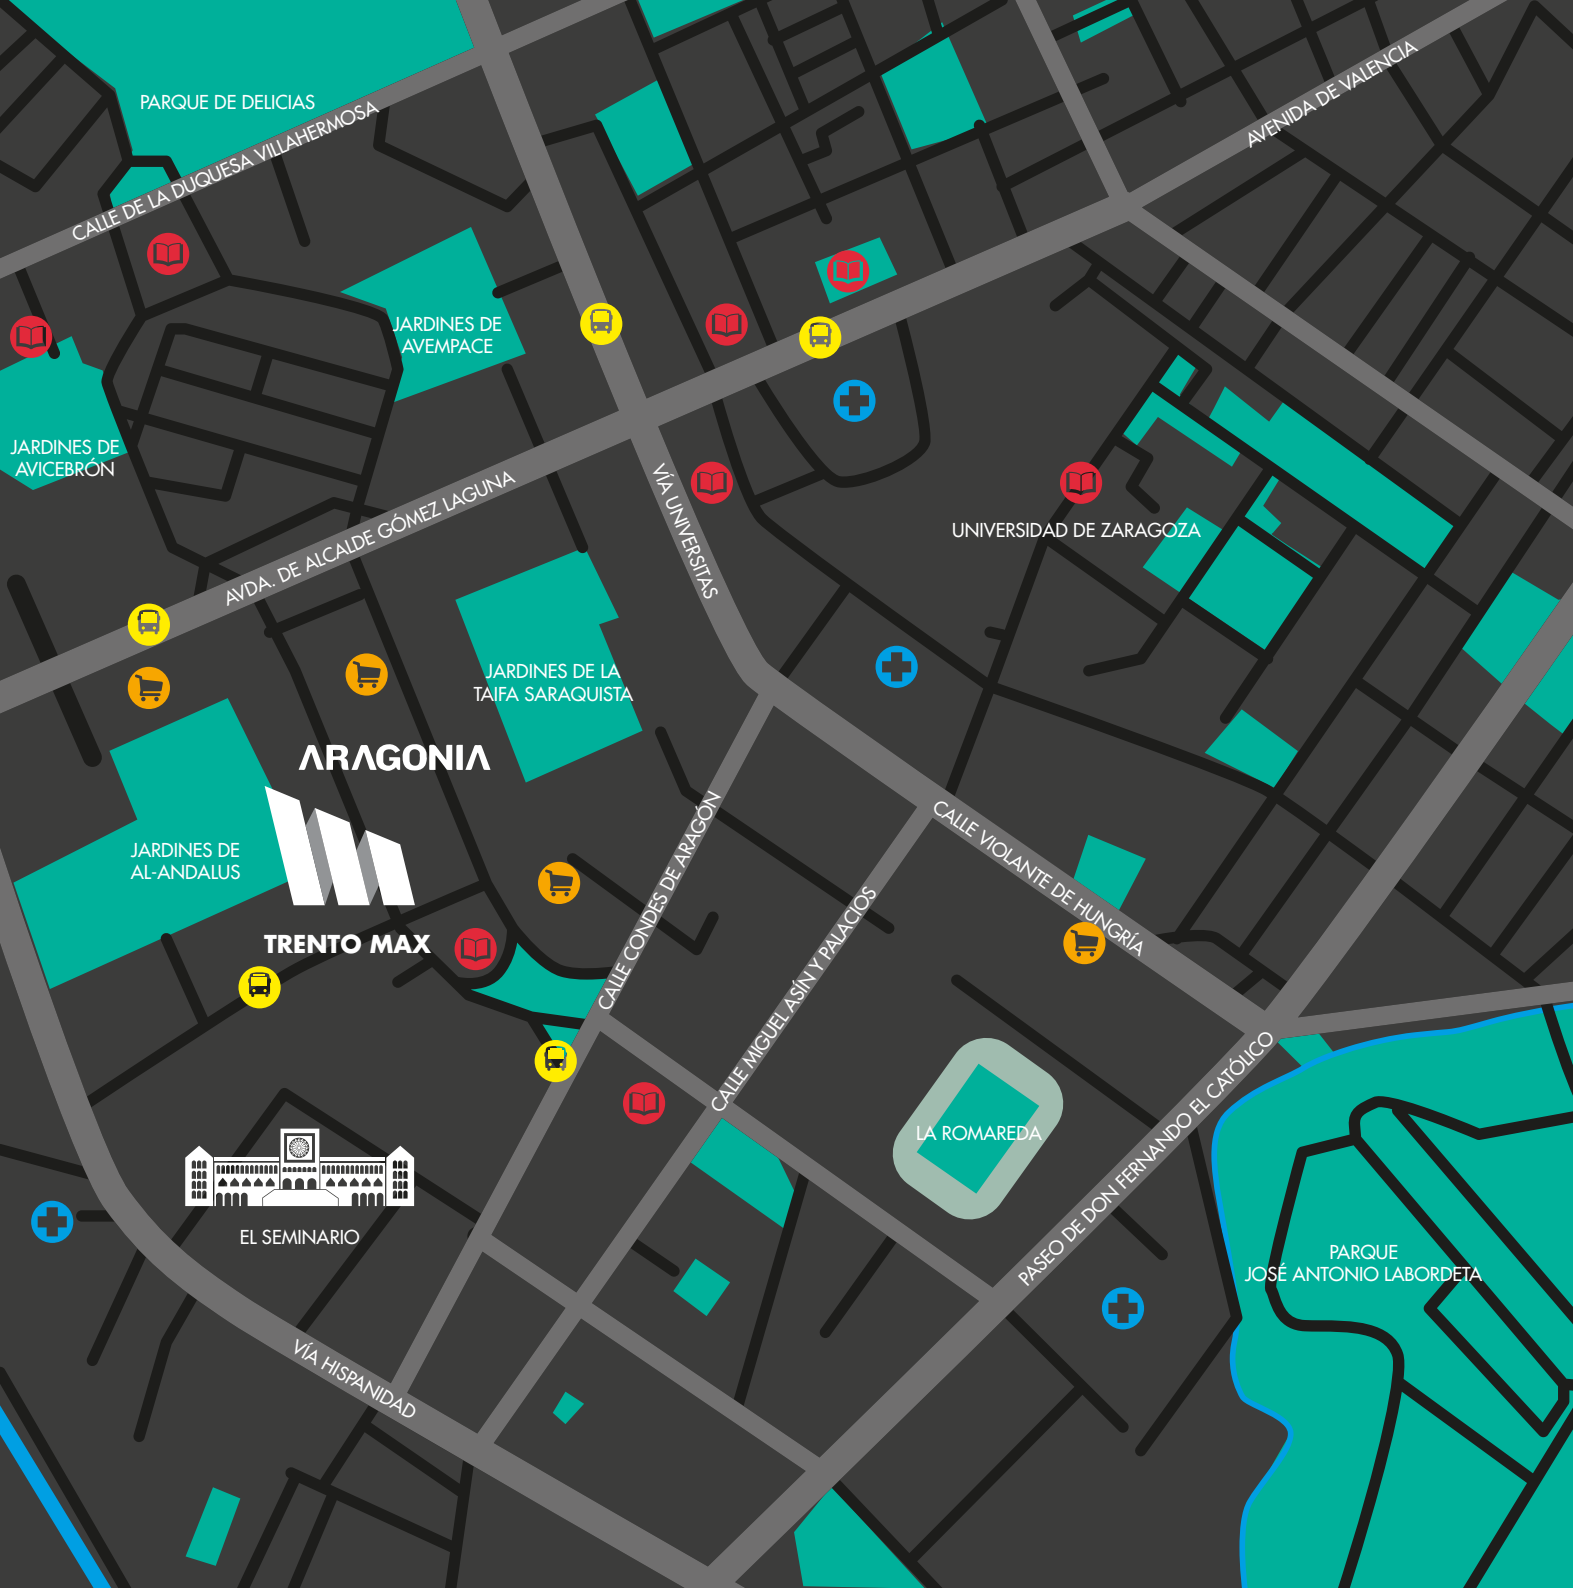 AVENIDA DE VALENCIA
PARQUE DE DELICIAS
CALLE DE LA DUQUESA VILLAHERMOSA
JARDINES DE
AVEMPACE
JARDINES DE
AVICEBRÓN
AVDA. DE ALCALDE GÓMEZ LAGUNA
VÍA UNIVERSITAS
UNIVERSIDAD DE ZARAGOZA
JARDINES DE LA
TAIFA SARAQUISTA
ARAGONIA
JARDINES DE
AL-ANDALUS
TRENTO MAX
CALLE CONDES DE ARAGÓN
CALLE VIOLANTE DE HUNGRÍA
CALLE MIGUEL ASÍN Y PALACIOS
LA ROMAREDA
PASEO DE DON FERNANDO EL CATÓLICO
EL SEMINARIO
PARQUE
JOSÉ ANTONIO LABORDETA
VÍA HISPANIDAD